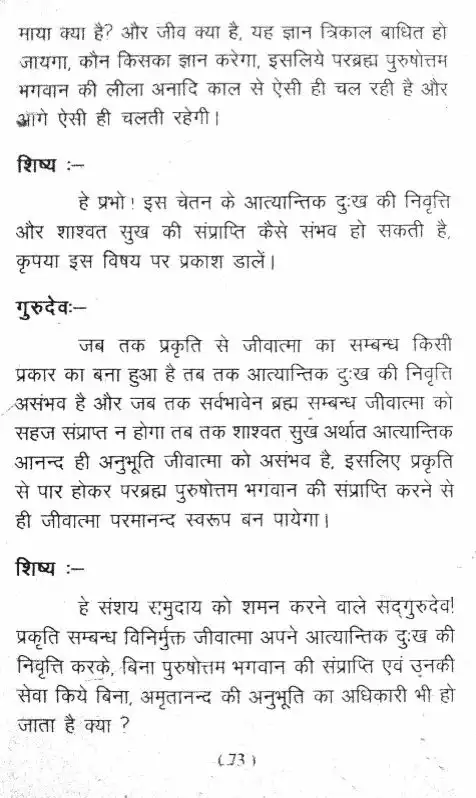 माया क्या है? और जीव क्या है, यह ज्ञान त्रिकाल बाधित हो
जायगा, कौन किसका ज्ञान करेगा, इसलिये परब्रह्म पुरुषोत्तम
भगवान की लीला अनादि काल से ऐसी ही चल रही है और
आगे ऐसी ही चलती रहेगी।
शिष्य :–
हे प्रभो! इस चेतन के आत्यान्तिक दुःख की निवृत्ति
और शाश्वत सुख की संप्राप्ति कैसे संभव हो सकती है,
कृपया इस विषय पर प्रकाश डालें।
गुरुदेवः–
जब तक प्रकृति से जीवात्मा का सम्बन्ध किसी
प्रकार का बना हुआ है तब तक आत्यान्तिक दुःख की निवृत्ति
असंभव है और जब तक सर्वभावेन ब्रह्म सम्बन्ध जीवात्मा को
सहज संप्राप्त न होगा तब तक शाश्वत सुख अर्थात आत्यान्तिक
आनन्द ही अनुभूति जीवात्मा को असंभव है, इसलिए प्रकृति
से पार होकर परब्रह्म पुरुषोत्तम भगवान की संप्राप्ति करने से
ही जीवात्मा परमानन्द स्वरूप बन पायेगा।
शिष्य :–
हे संशय समुदाय को शमन करने वाले सद्गुरुदेव!
प्रकृति सम्बन्ध विनिर्मुक्त जीवात्मा अपने आत्यान्तिक दुःख की
निवृत्ति करके, बिना पुरुषोत्तम भगवान की संप्राप्ति एवं उनकी
सेवा किये बिना, अमृतानन्द की अनुभूति का अधिकारी भी हो
जाता है क्या ?
(73)